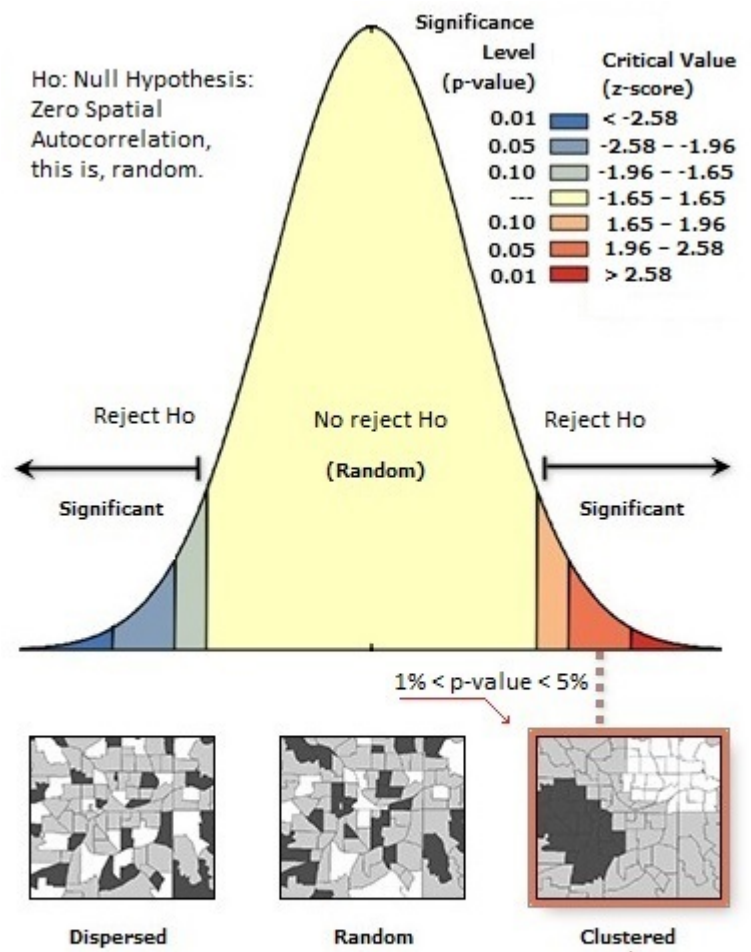 Ho: Null Hypothesis:
Zero Spatial
Autocorrelation,
this is, random.
Significance
Level
(p-value)
Critical Value
(z-score)
0.01 < -2.58
0.05 -2.58 – -1.96
0.10 -1.96 – -1.65
--- -1.65 – 1.65
0.10 1.65 – 1.96
0.05 1.96 – 2.58
0.01 > 2.58
Reject Ho
No reject Ho
Reject Ho
(Random)
Significant
Significant
1% < p-value < 5%
Dispersed
Random
Clustered